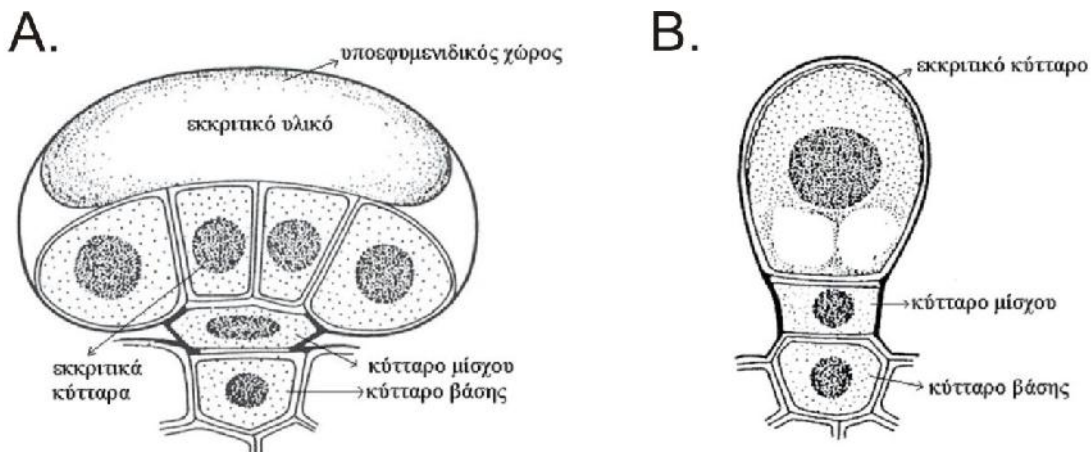 A.
υποεφυμενιδικός χώρος
εκκριτικό υλικό
εκκριτικά
κύτταρα
κύτταρο μίσχου
κύτταρο βάσης
B.
εκκριτικό κύτταρο
κύτταρο μίσχου
κύτταρο βάσης